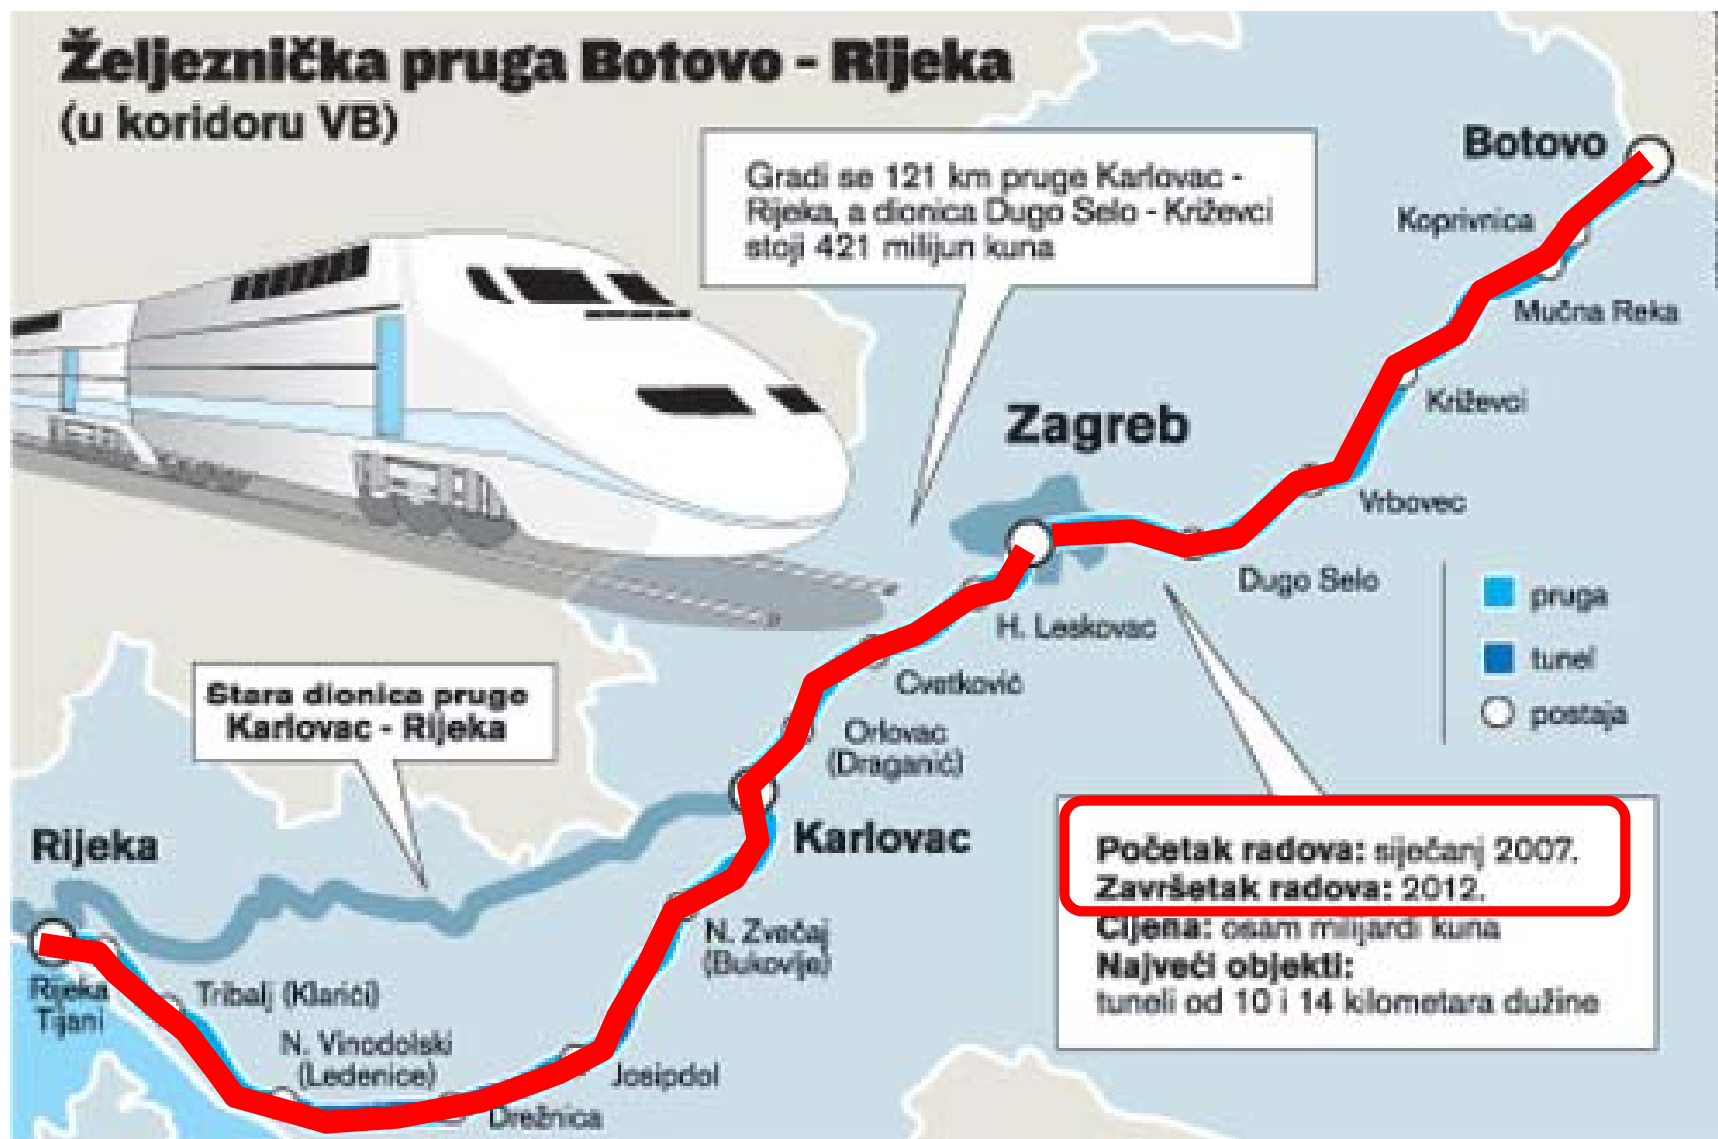 Željeznička pruga Botovo - Rijeka
(u koridoru VB)
Gradi se 121 km pruge Karlovac -
Rijeka, a dionica Dugo Selo - Križevci
stoji 421 milijun kuna
Botovo
Koprivnica
Mučna Reka
Križevci
Zagreb
Vrbovec
Dugo Selo
H. Leskovac
pruga
tunel
postaja
Cvetković
Stara dionica pruge
Karlovac - Rijeka
Orlovac
(Draganić)
Karlovac
Rijeka
Početak radova: siječanj 2007.
Završetak radova: 2012.
Cijena: osam milijardi kuna
Najveći objekti:
tuneli od 10 i 14 kilometara dužine
N. Zvečaj
(Bukovlje)
Rijeka
Tijani
Tribalj (Klarići)
N. Vinodolski
(Ledenice)
Josipdol
Drežnica